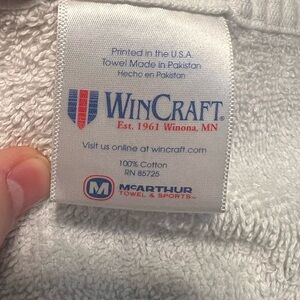 Printed in the U.S.A.
Towel Made in Pakistan
Hecho en Pakistan
WINCRAFT®
Est. 1961 Winona, MN
Visit us online at wincraft.com
100% Cotton
RN 85725
M McARTHUR
TOWEL & SPORTS™